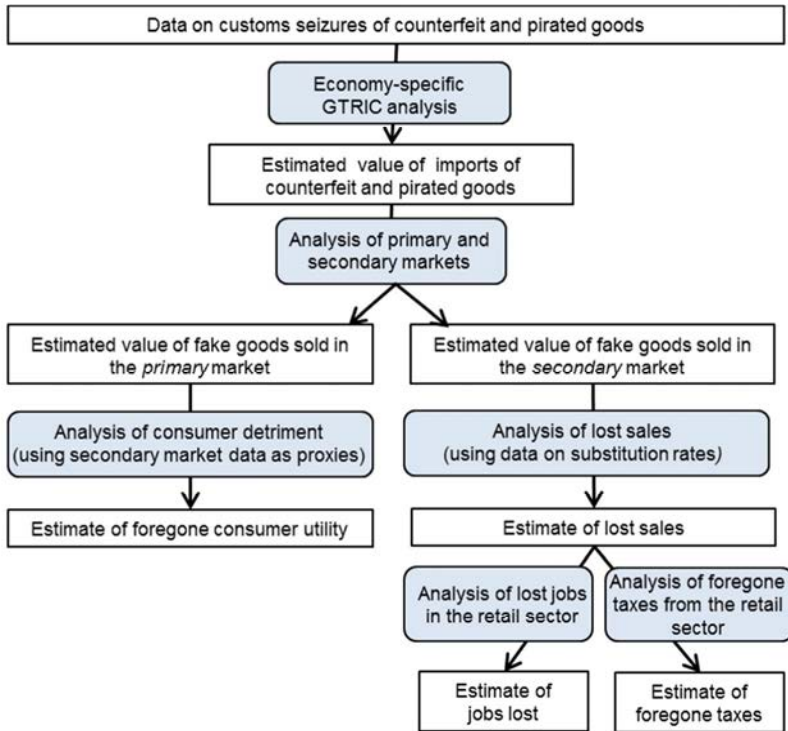 Data on customs seizures of counterfeit and pirated goods
Economy-specific
GTRIC analysis
Estimated value of imports of
counterfeit and pirated goods
Analysis of primary and
secondary markets
Estimated value of fake goods sold in
the primary market
Estimated value of fake goods sold in
the secondary market
Analysis of consumer detriment
(using secondary market data as proxies)
Analysis of lost sales
(using data on substitution rates)
Estimate of foregone consumer utility
Estimate of lost sales
Analysis of lost jobs
in the retail sector
Analysis of foregone
taxes from the retail
sector
Estimate of
jobs lost
Estimate of
foregone taxes